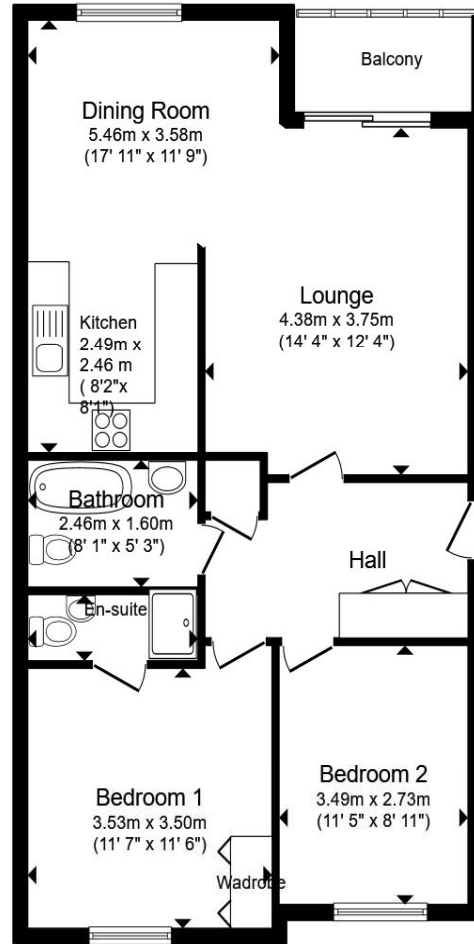 Balcony
Dining Room
5.46m x 3.58m
(17' 11" x 11' 9")
Lounge
4.38m x 3.75m
(14' 4" x 12' 4")
Kitchen
2.49m x
2.46 m
( 8'2"x
8'1")
Bathroom
2.46m x 1.60m
(8' 1" x 5' 3")
Hall
En-suite
Bedroom 1
3.53m x 3.50m
(11' 7" x 11' 6")
Wadrobe
Bedroom 2
3.49m x 2.73m
(11' 5" x 8' 11")